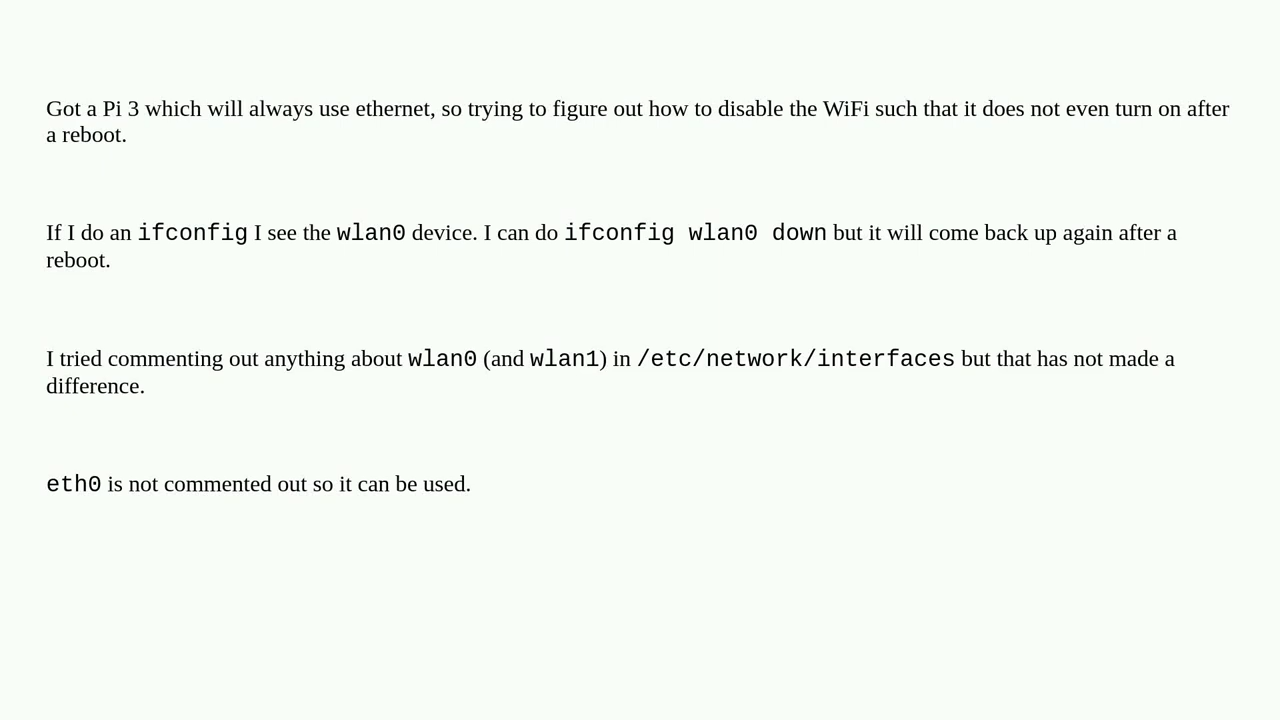 Got a Pi 3 which will always use ethernet, so trying to figure out how to disable the WiFi such that it does not even turn on after
a reboot.
If I do an ifconfig I see the wlan0 device. I can do ifconfig wlan0 down but it will come back up again after a
reboot.
I tried commenting out anything about wlan0 (and wlan1) in /etc/network/interfaces but that has not made a
difference.
eth0 is not commented out so it can be used.